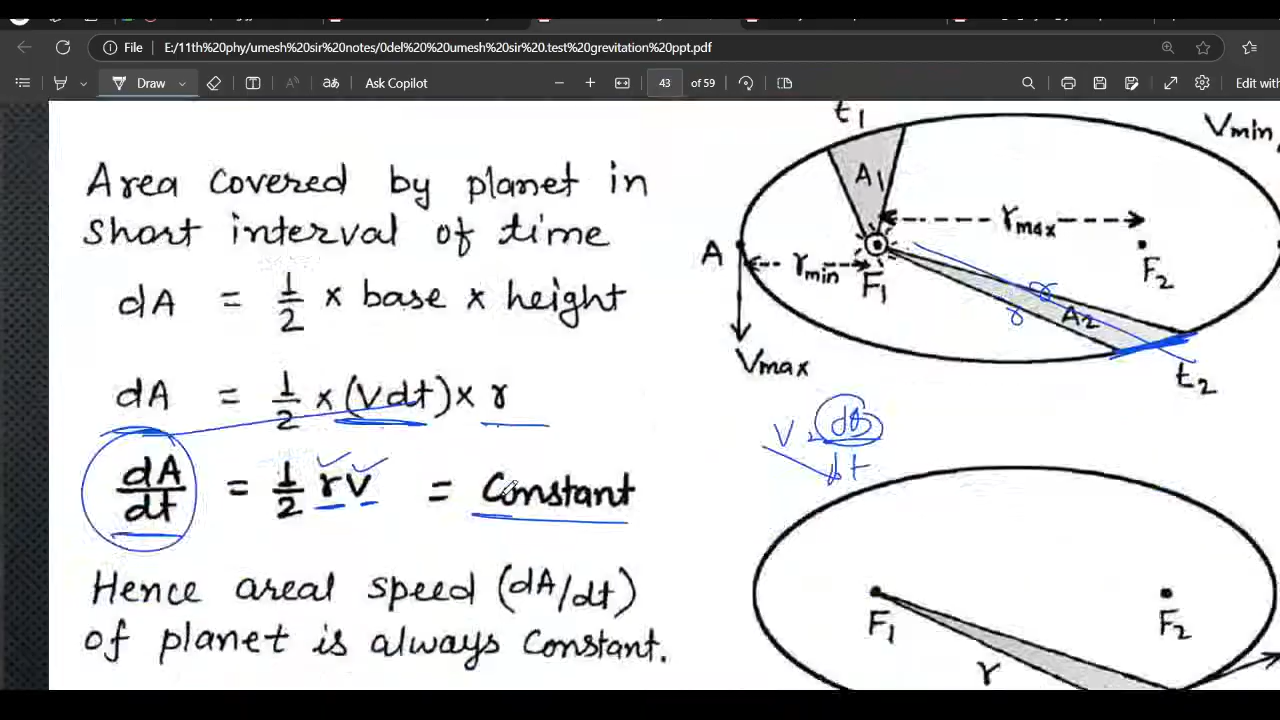 File
E:/11th%20phy/umesh%20sir%20notes/0del%20%20umesh%20sir%20.test%20grevitation%20ppt.pdf
Draw
aあ
Ask Copilot
43
of 59
Edit with
Area covered by planet in
short interval of time
dA = 1/2 × base × height
dA = 1/2 × (Vdt) × r
dA/dt = 1/2 rv = Constant
Hence areal speed (dA/dt)
of planet is always Constant.
t1
Vmin
A1
rmax
A
rmin
F1
F2
r
r
A2
Vmax
t2
F1
F2
r